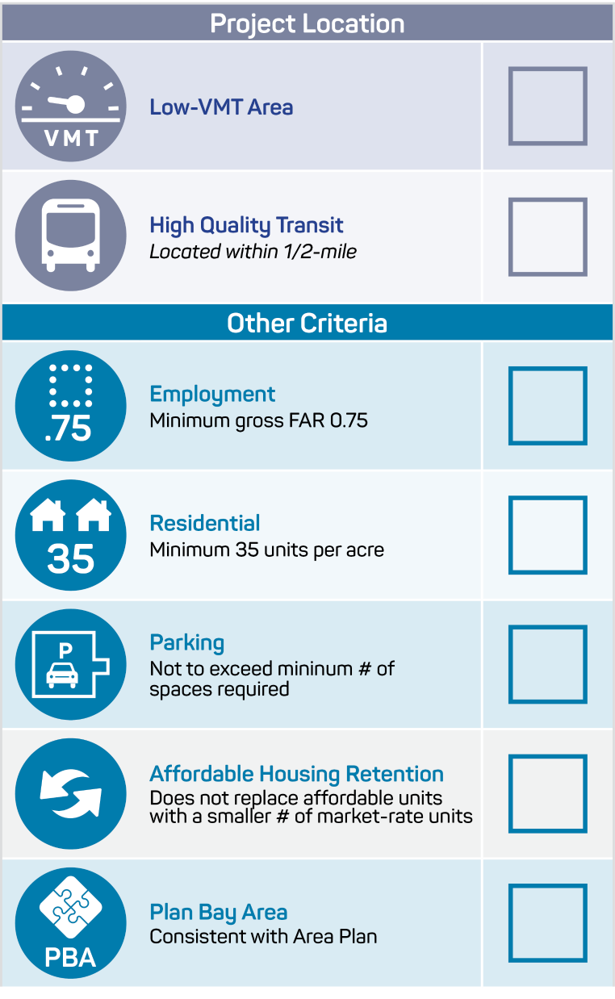 Project Location
VMT
Low-VMT Area
High Quality Transit
Located within 1/2-mile
Other Criteria
.75
Employment
Minimum gross FAR 0.75
35
Residential
Minimum 35 units per acre
P
Parking
Not to exceed mininum # of
spaces required
Affordable Housing Retention
Does not replace affordable units
with a smaller # of market-rate units
PBA
Plan Bay Area
Consistent with Area Plan